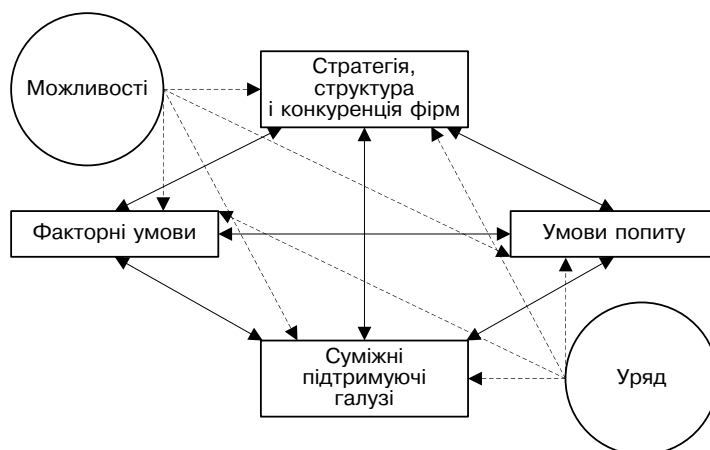 Стратегія,
структура
і конкуренція фірм
Можливості
Факторні умови
Умови попиту
Суміжні
підтримуючі
галузі
Уряд